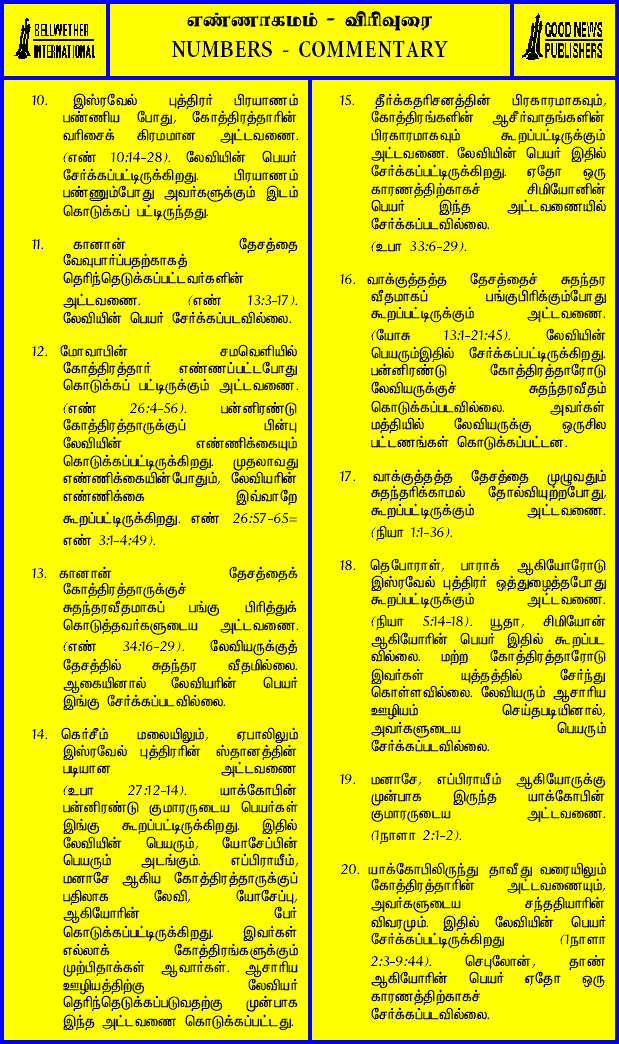 BELLWETHER
INTERNATIONAL
எண்ணாகமம் - விரிவுரை
NUMBERS - COMMENTARY
GOOD NEWS
PUBLISHERS
10. இஸ்ரவேல் புத்திரர் பிரயாணம்
பண்ணிய போது, கோத்திரத்தாரின்
வரிசைக் கிரமமான அட்டவணை.
(எண் 10:14-28). லேவியின் பெயர்
சேர்க்கப்பட்டிருக்கிறது. பிரயாணம்
பண்ணும்போது அவர்களுக்கும் இடம்
கொடுக்கப் பட்டிருந்தது.
11. கானான் தேசத்தை
வேவுபார்ப்பதற்காகத்
தெரிந்தெடுக்கப்பட்டவர்களின்
அட்டவணை. (எண் 13:3-17).
லேவியின் பெயர் சேர்க்கப்படவில்லை.
12. மோவாபின் சமவெளியில்
கோத்திரத்தார் எண்ணப்பட்டபோது
கொடுக்கப் பட்டிருக்கும் அட்டவணை.
(எண் 26:4-56). பன்னிரண்டு
கோத்திரத்தாருக்குப் பின்பு
லேவியின் எண்ணிக்கையும்
கொடுக்கப்பட்டிருக்கிறது. முதலாவது
எண்ணிக்கையின்போதும், லேவியரின்
எண்ணிக்கை இவ்வாறே
கூறப்பட்டிருக்கிறது. எண் 26:57-65=
எண் 3:1-4:49).
13. கானான் தேசத்தைக்
கோத்திரத்தாருக்குச்
சுதந்தரவீதமாகப் பங்கு பிரித்துக்
கொடுத்தவர்களுடைய அட்டவணை.
(எண் 34:16-29). லேவியருக்குத்
தேசத்தில் சுதந்தர வீதமில்லை.
ஆகையினால் லேவியரின் பெயர்
இங்கு சேர்க்கப்படவில்லை.
14. கெர்சீம் மலையிலும், ஏபாலிலும்
இஸ்ரவேல் புத்திரரின் ஸ்தானத்தின்
படியான அட்டவணை
(உபா 27:12-14). யாக்கோபின்
பன்னிரண்டு குமாரருடைய பெயர்கள்
இங்கு கூறப்பட்டிருக்கிறது. இதில்
லேவியின் பெயரும், யோசேப்பின்
பெயரும் அடங்கும். எப்பிராயீம்,
மனாசே ஆகிய கோத்திரத்தாருக்குப்
பதிலாக லேவி, யோசேப்பு,
ஆகியோரின் பேர்
கொடுக்கப்பட்டிருக்கிறது. இவர்கள்
எல்லாக் கோத்திரங்களுக்கும்
முற்பிதாக்கள் ஆவார்கள். ஆசாரிய
ஊழியத்திற்கு லேவியர்
தெரிந்தெடுக்கப்படுவதற்கு முன்பாக
இந்த அட்டவணை கொடுக்கப்பட்டது.
15. தீர்க்கதரிசனத்தின் பிரகாரமாகவும்,
கோத்திரங்களின் ஆசீர்வாதங்களின்
பிரகாரமாகவும் கூறப்பட்டிருக்கும்
அட்டவணை. லேவியின் பெயர் இதில்
சேர்க்கப்பட்டிருக்கிறது. ஏதோ ஒரு
காரணத்திற்காகச் சிமியோனின்
பெயர் இந்த அட்டவணையில்
சேர்க்கப்படவில்லை.
(உபா 33:6-29).
16. வாக்குத்தத்த தேசத்தைச் சுதந்தர
வீதமாகப் பங்குபிரிக்கும்போது
கூறப்பட்டிருக்கும் அட்டவணை.
(யோசு 13:1-21:45). லேவியின்
பெயரும்இதில் சேர்க்கப்பட்டிருக்கிறது.
பன்னிரண்டு கோத்திரத்தாரோடு
லேவியருக்குச் சுதந்தரவீதம்
கொடுக்கப்படவில்லை. அவர்கள்
மத்தியில் லேவியருக்கு ஒருசில
பட்டணங்கள் கொடுக்கப்பட்டன.
17. வாக்குத்தத்த தேசத்தை முழுவதும்
சுதந்தரிக்காமல் தோல்வியுற்றபோது,
கூறப்பட்டிருக்கும் அட்டவணை.
(நியா 1:1-36).
18. தெபோராள், பாராக் ஆகியோரோடு
இஸ்ரவேல் புத்திரர் ஒத்துழைத்தபோது
கூறப்பட்டிருக்கும் அட்டவணை.
(நியா 5:14-18). யூதா, சிமியோன்
ஆகியோரின் பெயர் இதில் கூறப்பட
வில்லை. மற்ற கோத்திரத்தாரோடு
இவர்கள் யுத்தத்தில் சேர்ந்து
கொள்ளவில்லை. லேவியரும் ஆசாரிய
ஊழியம் செய்தபடியினால்,
அவர்களுடைய பெயரும்
சேர்க்கப்படவில்லை.
19. மனாசே, எப்பிராயீம் ஆகியோருக்கு
முன்பாக இருந்த யாக்கோபின்
குமாரருடைய அட்டவணை.
(1நாளா 2:1-2).
20. யாக்கோபிலிருந்து தாவீது வரையிலும்
கோத்திரத்தாரின் அட்டவணையும்,
அவர்களுடைய சந்ததியாரின்
விவரமும். இதில் லேவியின் பெயர்
சேர்க்கப்பட்டிருக்கிறது (1நாளா
2:3-9:44). செபுலோன், தாண்
ஆகியோரின் பெயர் ஏதோ ஒரு
காரணத்திற்காகச்
சேர்க்கப்படவில்லை.